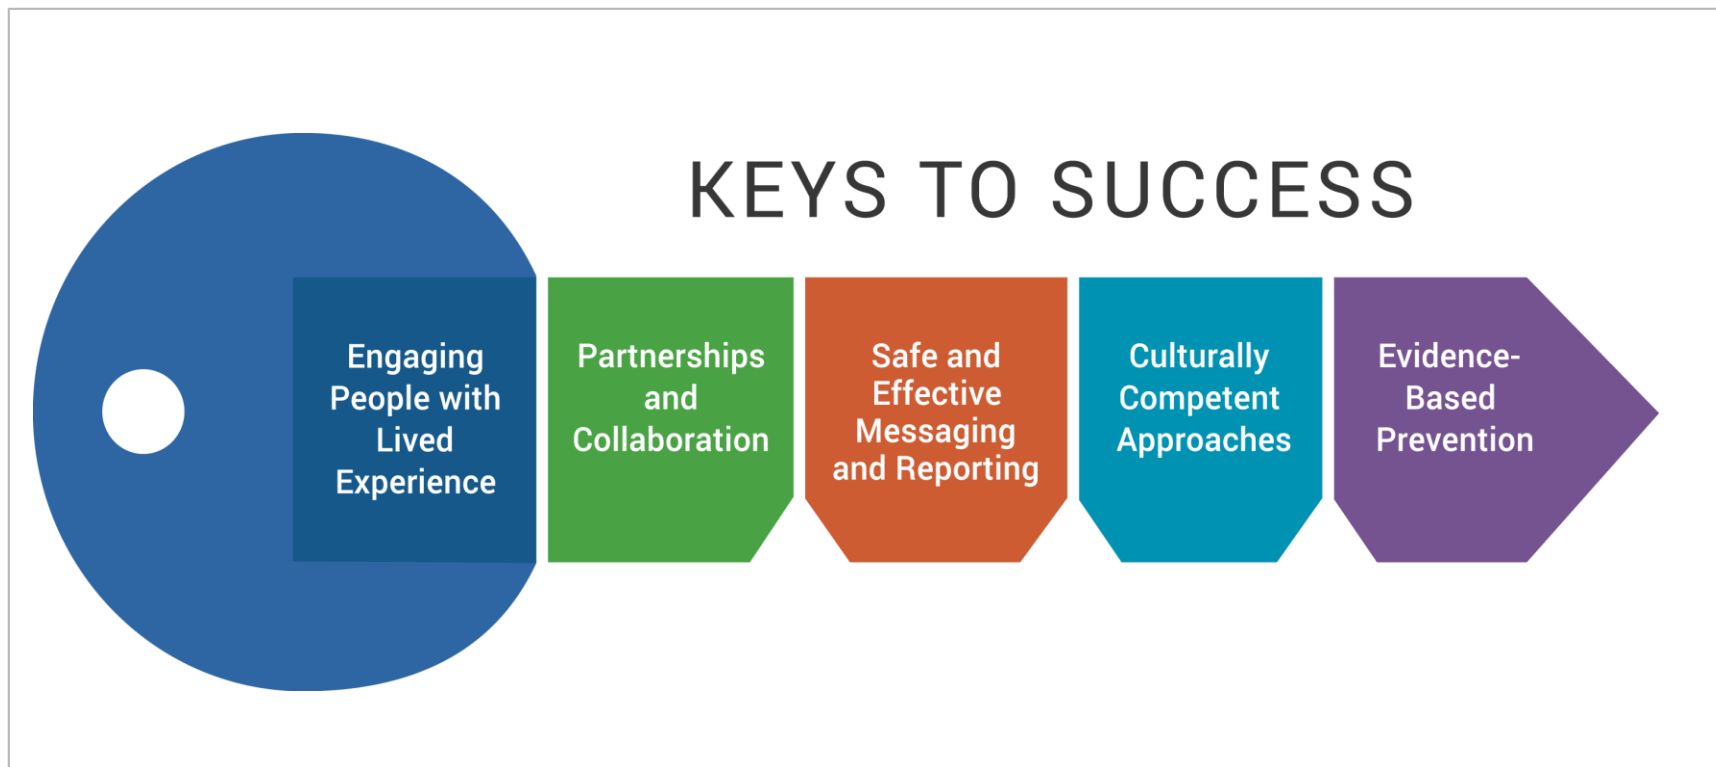 KEYS TO SUCCESS
Engaging
People with
Lived
Experience
Partnerships
and
Collaboration
Safe and
Effective
Messaging
and Reporting
Culturally
Competent
Approaches
Evidence-
Based
Prevention